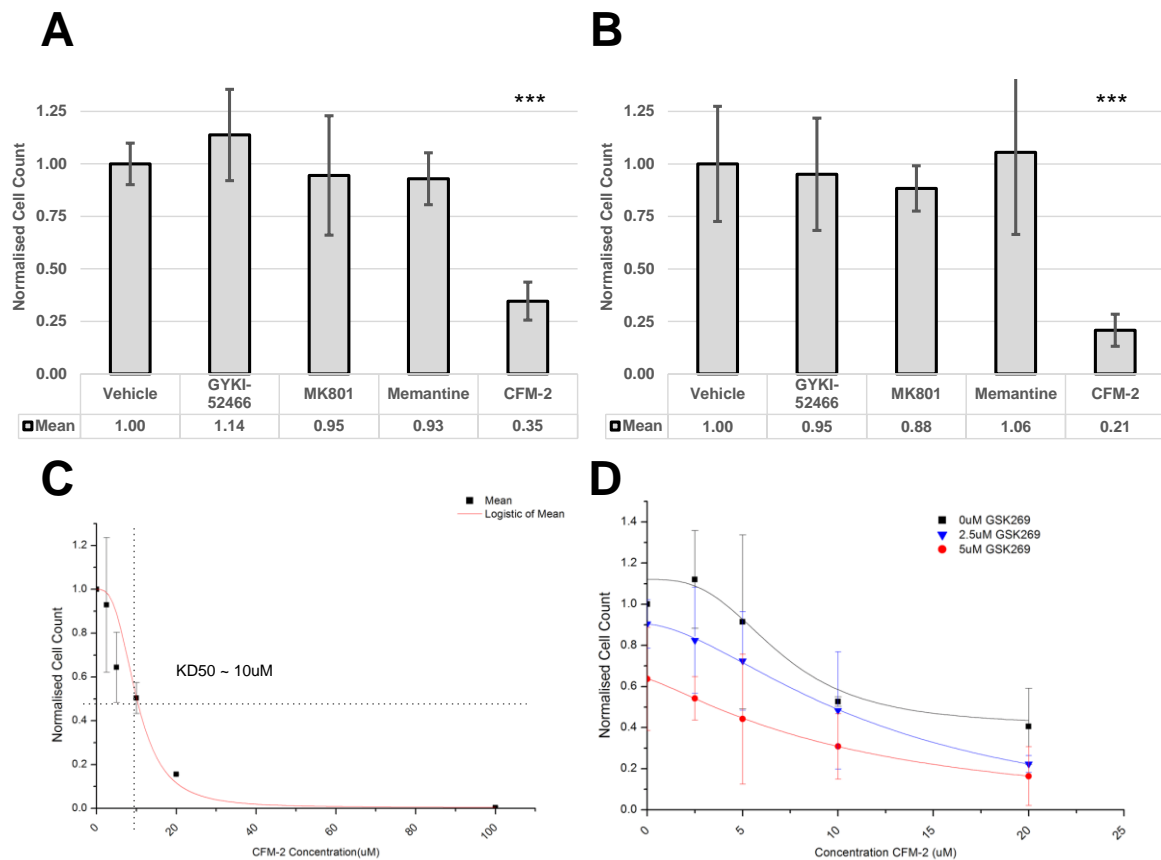 A
Normalised Cell Count
1.25
1.00
0.75
0.50
0.25
0.00
***
Vehicle GYKI-52466 MK801 Memantine CFM-2
Mean 1.00 1.14 0.95 0.93 0.35
B
Normalised Cell Count
1.25
1.00
0.75
0.50
0.25
0.00
***
Vehicle GYKI-52466 MK801 Memantine CFM-2
Mean 1.00 0.95 0.88 1.06 0.21
C
Mean
Logistic of Mean
Normalised Cell Count
1.2
1.0
0.8
0.6
0.4
0.2
0.0
KD50 ~ 10uM
0 20 40 60 80 100
CFM-2 Concentration(uM)
D
0uM GSK269
2.5uM GSK269
5uM GSK269
Normalised Cell Count
1.4
1.2
1.0
0.8
0.6
0.4
0.2
0.0
0 5 10 15 20 25
Concentration CFM-2 (uM)